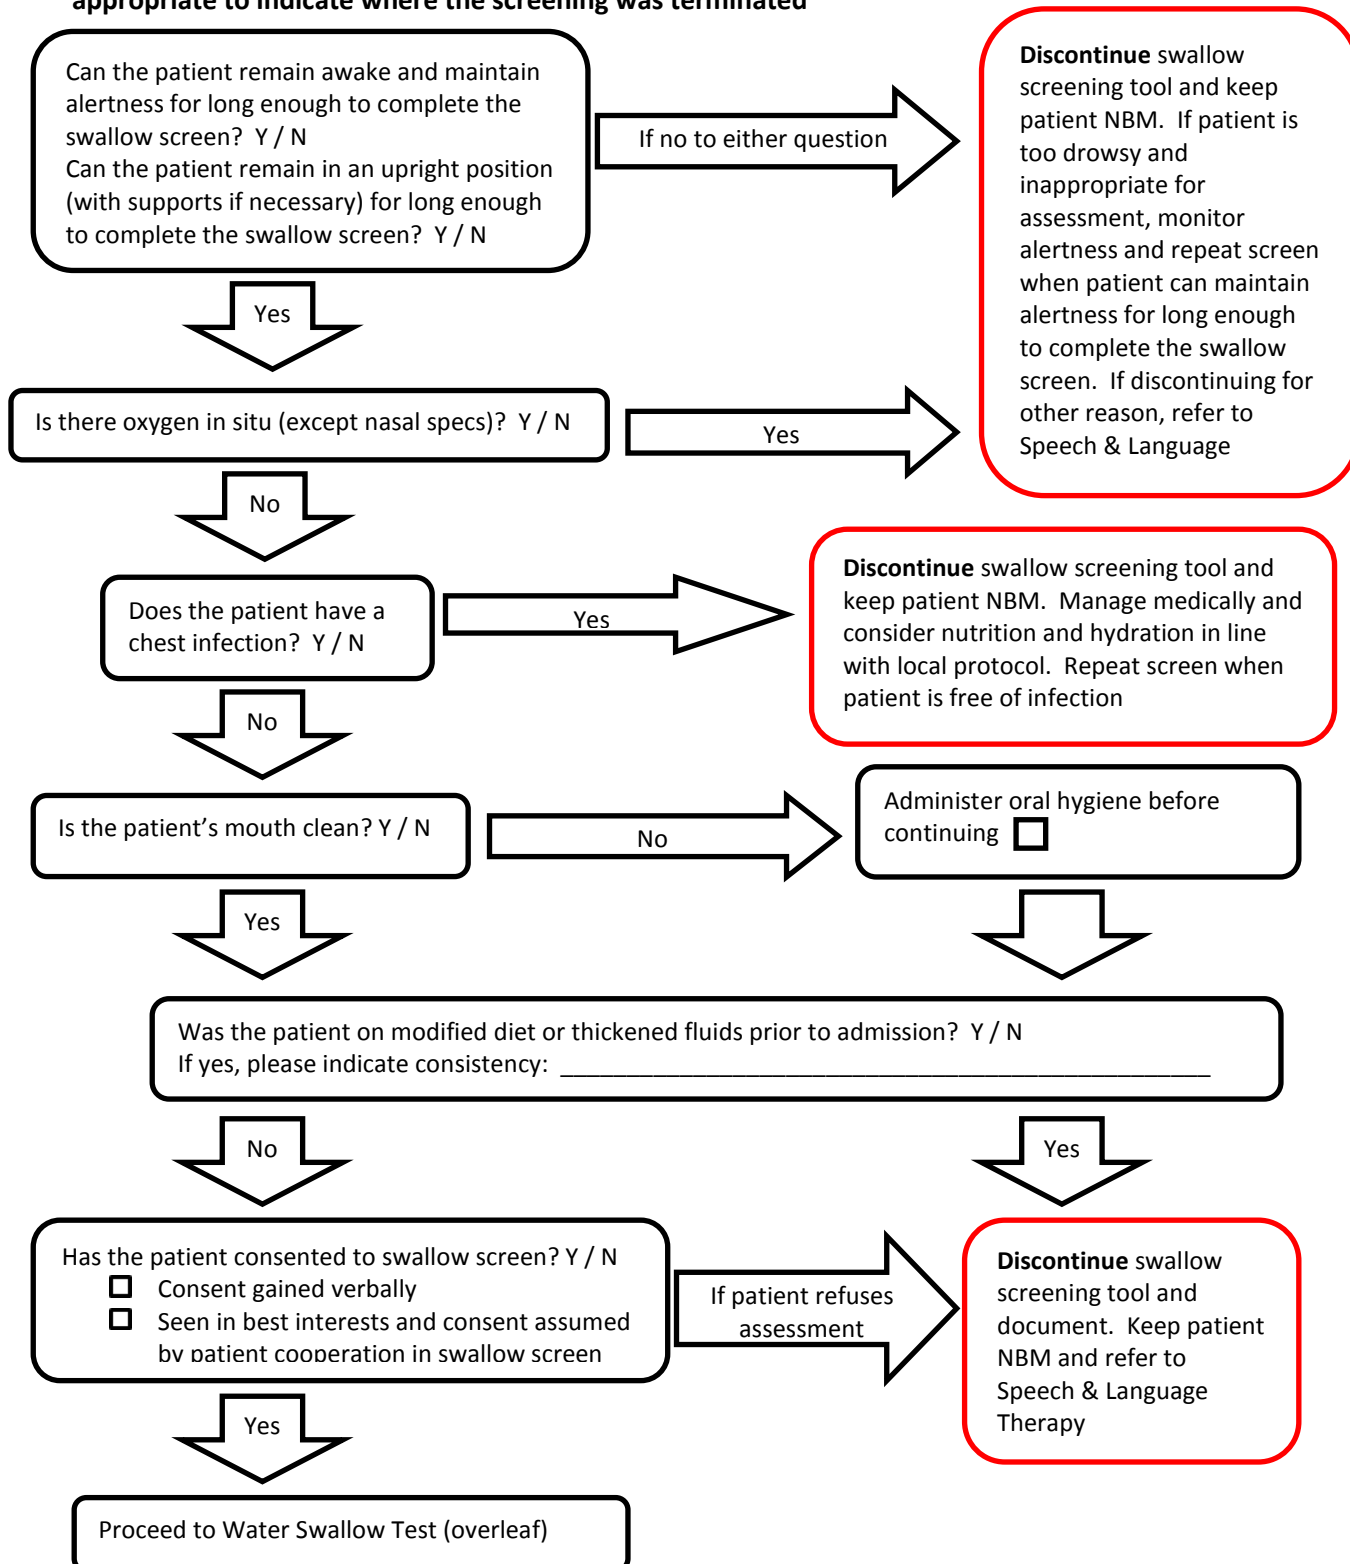 appropriate to indicate where the screening was terminated
Can the patient remain awake and maintain
alertness for long enough to complete the
swallow screen?  Y / N
Can the patient remain in an upright position
(with supports if necessary) for long enough
to complete the swallow screen?  Y / N
If no to either question
Discontinue swallow
screening tool and keep
patient NBM.  If patient is
too drowsy and
inappropriate for
assessment, monitor
alertness and repeat screen
when patient can maintain
alertness for long enough
to complete the swallow
screen.  If discontinuing for
other reason, refer to
Speech & Language
Yes
Is there oxygen in situ (except nasal specs)?  Y / N
Yes
No
Does the patient have a
chest infection?  Y / N
Yes
Discontinue swallow screening tool and
keep patient NBM.  Manage medically and
consider nutrition and hydration in line
with local protocol.  Repeat screen when
patient is free of infection
No
Is the patient’s mouth clean? Y / N
No
Administer oral hygiene before
continuing
Yes
Was the patient on modified diet or thickened fluids prior to admission?  Y / N
If yes, please indicate consistency:  __________________________________________________
No
Yes
Has the patient consented to swallow screen? Y / N
Consent gained verbally
Seen in best interests and consent assumed
by patient cooperation in swallow screen
If patient refuses
assessment
Discontinue swallow
screening tool and
document.  Keep patient
NBM and refer to
Speech & Language
Therapy
Yes
Proceed to Water Swallow Test (overleaf)